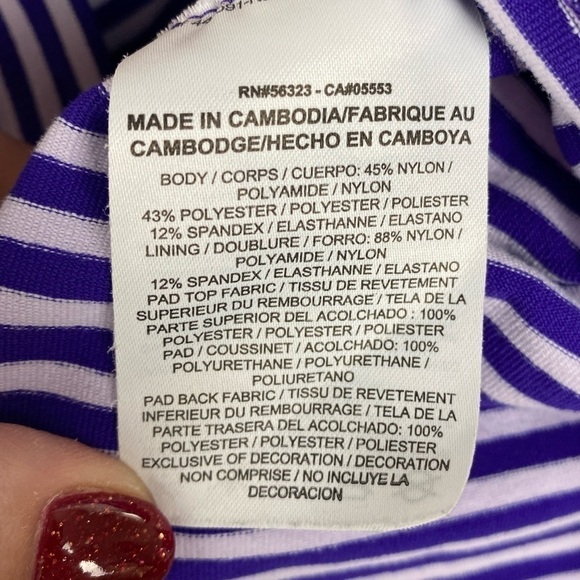 RN#56323 - CA#05553
MADE IN CAMBODIA/FABRIQUE AU
CAMBODGE/HECHO EN CAMBOYA
BODY / CORPS / CUERPO: 45% NYLON /
POLYAMIDE / NYLON
43% POLYESTER / POLYESTER / POLIESTER
12% SPANDEX / ELASTHANNE / ELASTANO
LINING / DOUBLURE / FORRO: 88% NYLON /
POLYAMIDE / NYLON
12% SPANDEX / ELASTHANNE / ELASTANO
PAD TOP FABRIC / TISSU DE REVETEMENT
SUPERIEUR DU REMBOURRAGE / TELA DE LA
PARTE SUPERIOR DEL ACOLCHADO : 100%
POLYESTER / POLYESTER / POLIESTER
PAD / COUSSINET / ACOLCHADO : 100%
POLYURETHANE / POLYURETHANE /
POLIURETANO
PAD BACK FABRIC / TISSU DE REVETEMENT
INFERIEUR DU REMBOURRAGE / TELA DE LA
PARTE TRASERA DEL ACOLCHADO: 100%
POLYESTER / POLYESTER / POLIESTER
EXCLUSIVE OF DECORATION / DECORATION
NON COMPRISE / NO INCLUYE LA
DECORACION